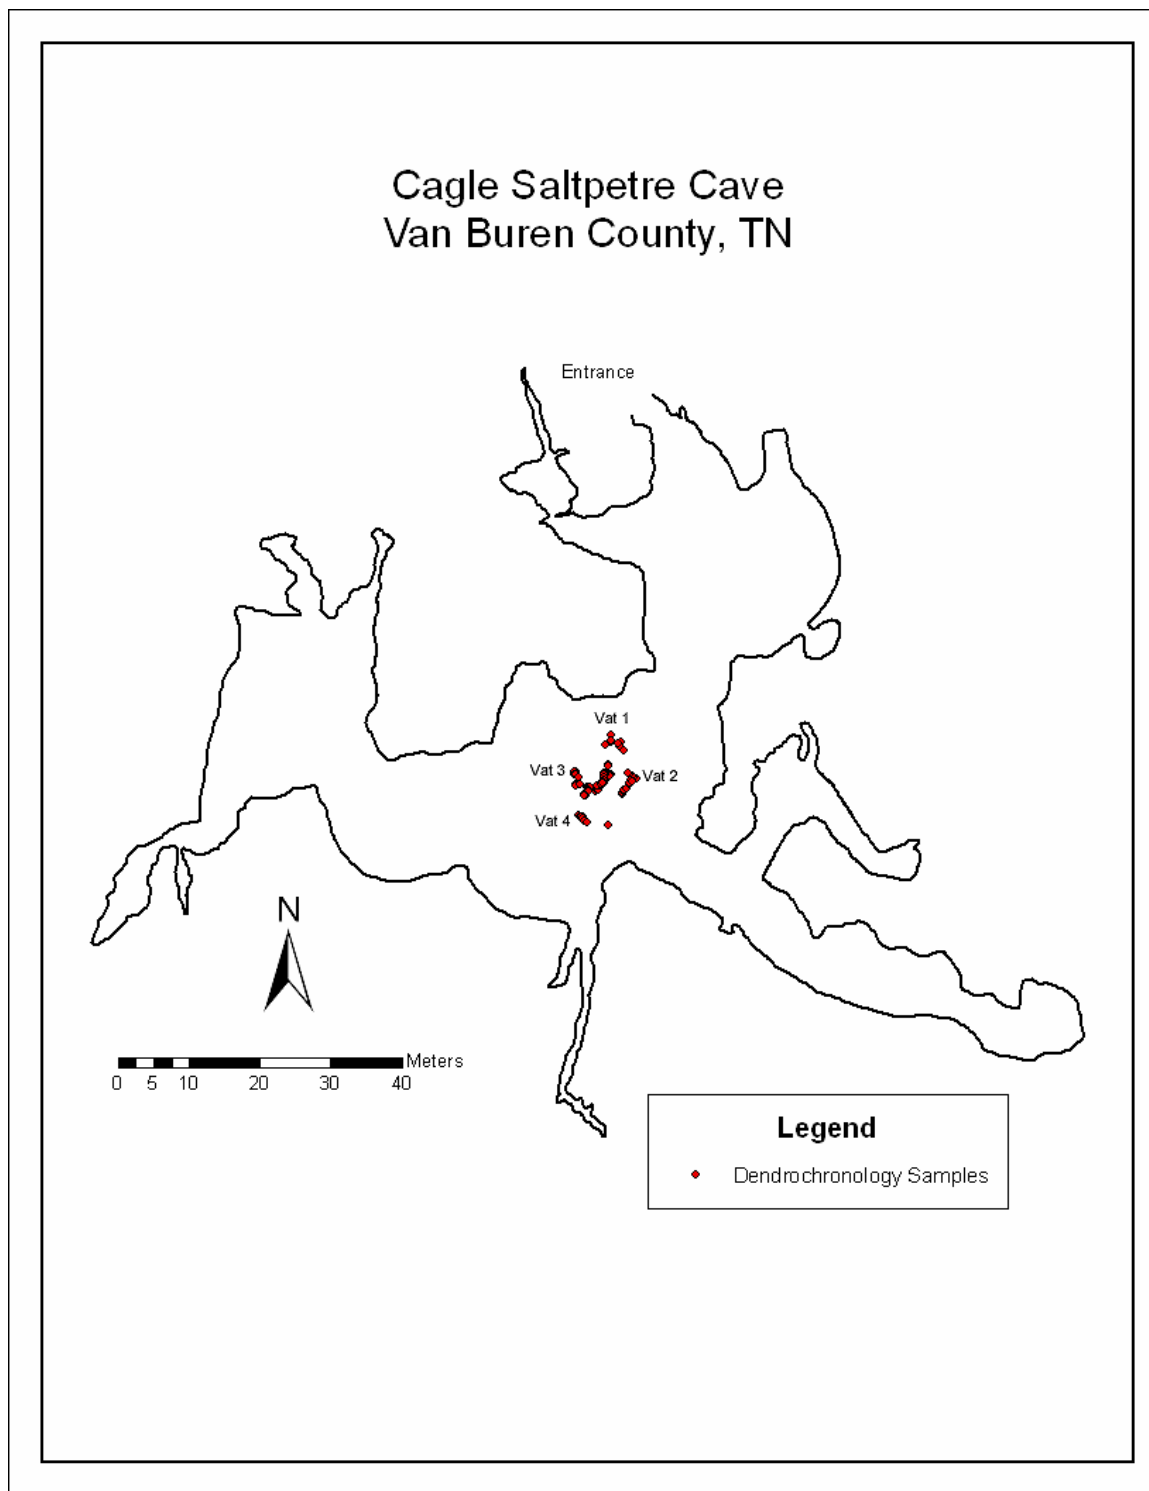 Cagle Saltpetre Cave
Van Buren County, TN
Entrance
Vat 1
Vat 3
Vat 2
Vat 4
N
Meters
0 5 10 20 30 40
Legend
Dendrochronology Samples